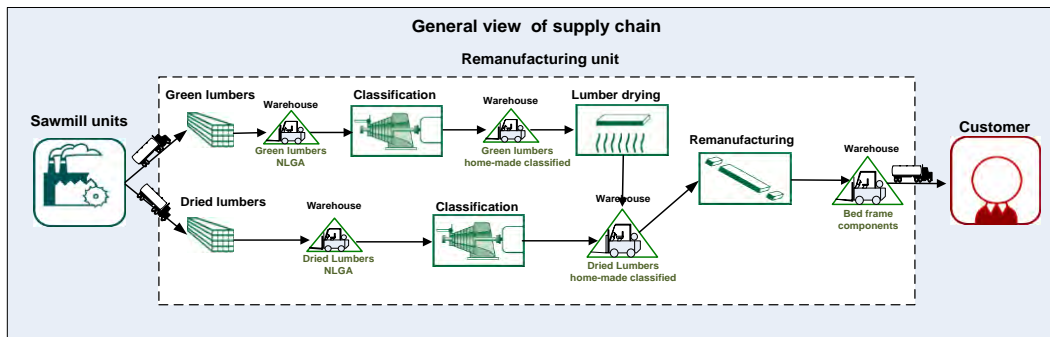 General view of supply chain
Remanufacturing unit
Sawmill units
Green lumbers
Warehouse
Green lumbers
NLGA
Classification
Warehouse
Green lumbers
home-made classified
Lumber drying
Remanufacturing
Warehouse
Bed frame
components
Customer
Dried lumbers
Warehouse
Dried Lumbers
NLGA
Classification
Warehouse
Dried Lumbers
home-made classified